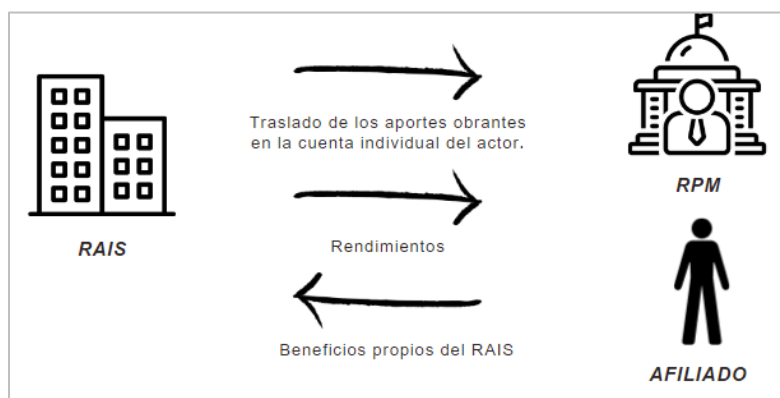 Traslado de los aportes obrantes
en la cuenta individual del actor.
RPM
RAIS
Rendimientos
Beneficios propios del RAIS
AFILIADO